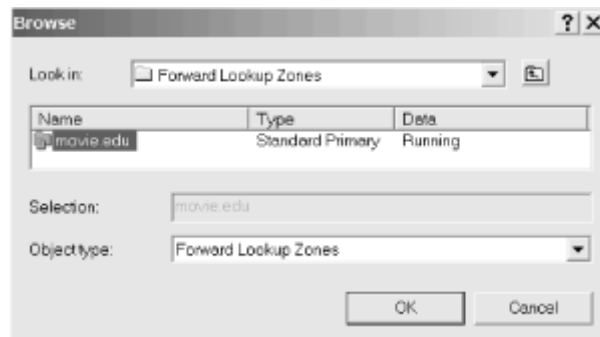 Browse
Look in: Forward Lookup Zones
Name Type Data
movie.edu Standard Primary Running
Selection: movie.edu
Object type: Forward Lookup Zones
OK Cancel